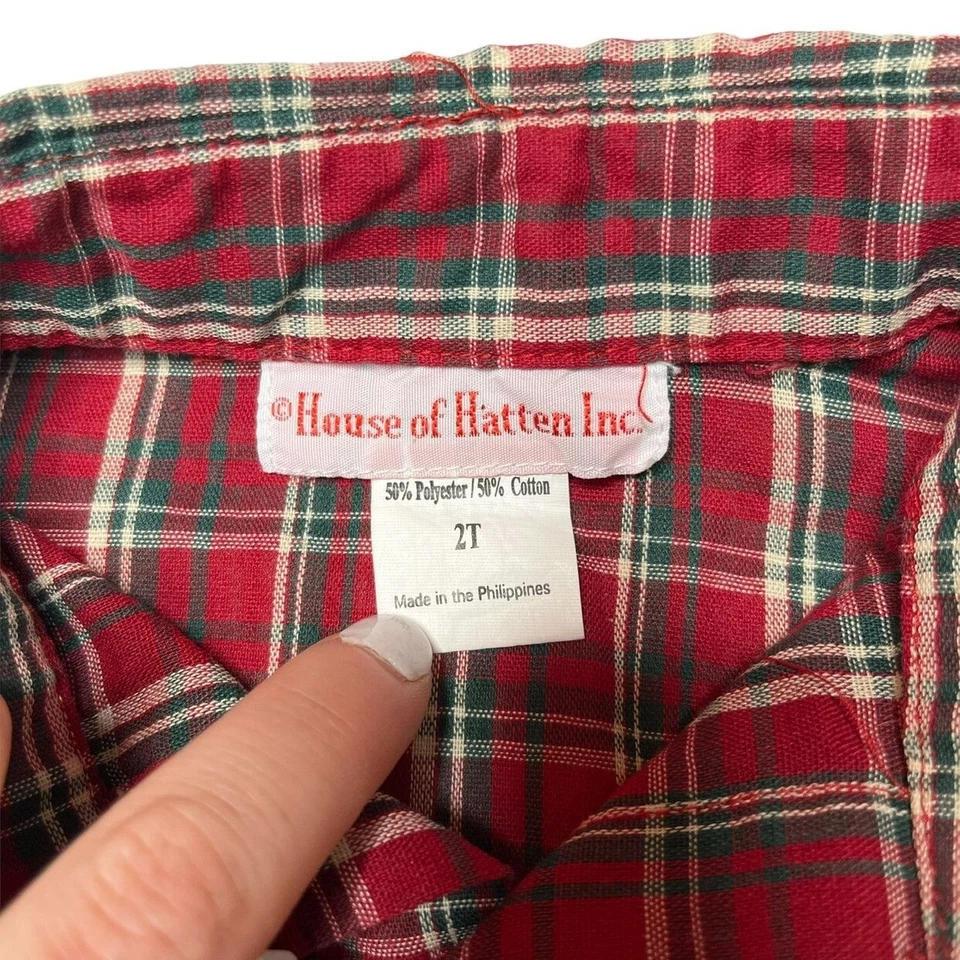 ©House of Hatten Inc.
50% Polyester / 50% Cotton
2T
Made in the Philippines